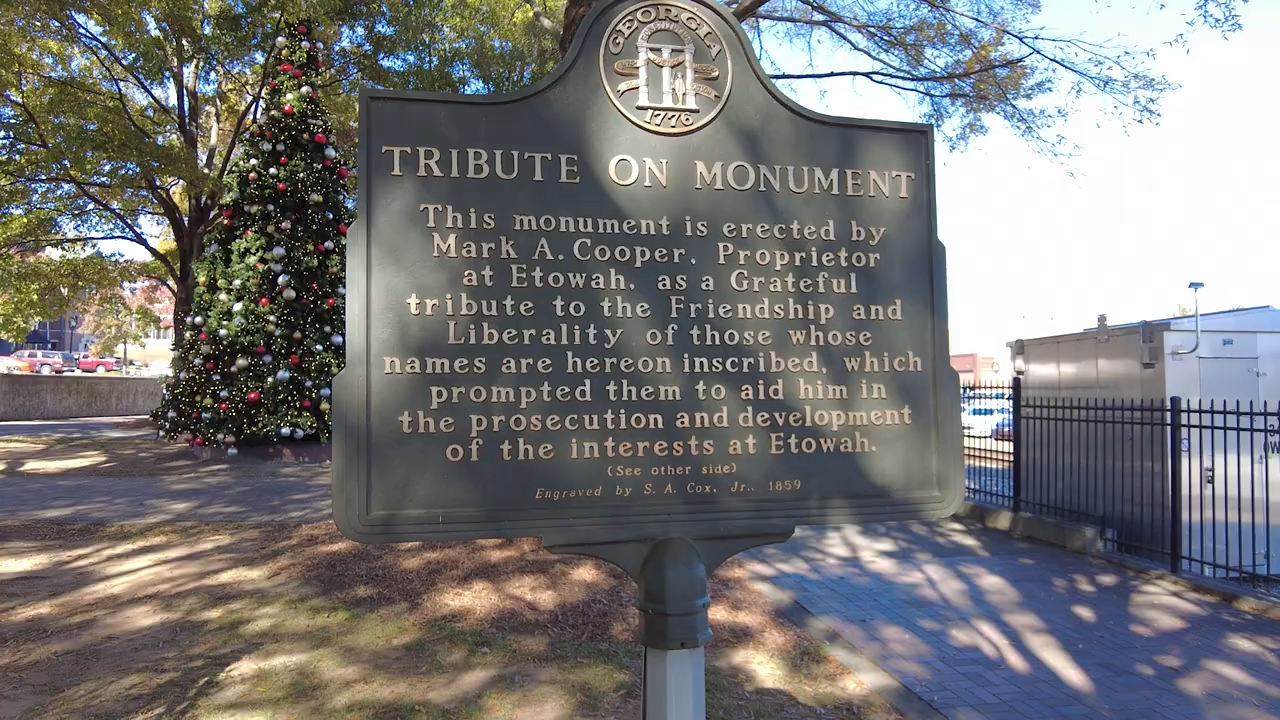 GEORGIA
1776
TRIBUTE ON MONUMENT
This monument is erected by
Mark A. Cooper, Proprietor
at Etowah, as a Grateful
tribute to the Friendship and
Liberality of those whose
names are hereon inscribed, which
prompted them to aid him in
the prosecution and development
of the interests at Etowah.
(See other side)
Engraved by S. A. Cox, Jr., 1859